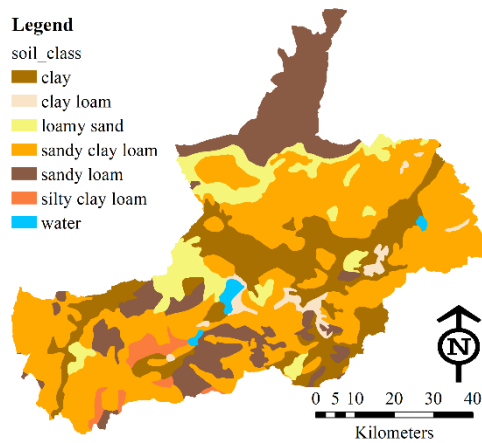 Legend
soil_class
clay
clay loam
loamy sand
sandy clay loam
sandy loam
silty clay loam
water
N
0 5 10 20 30 40
Kilometers